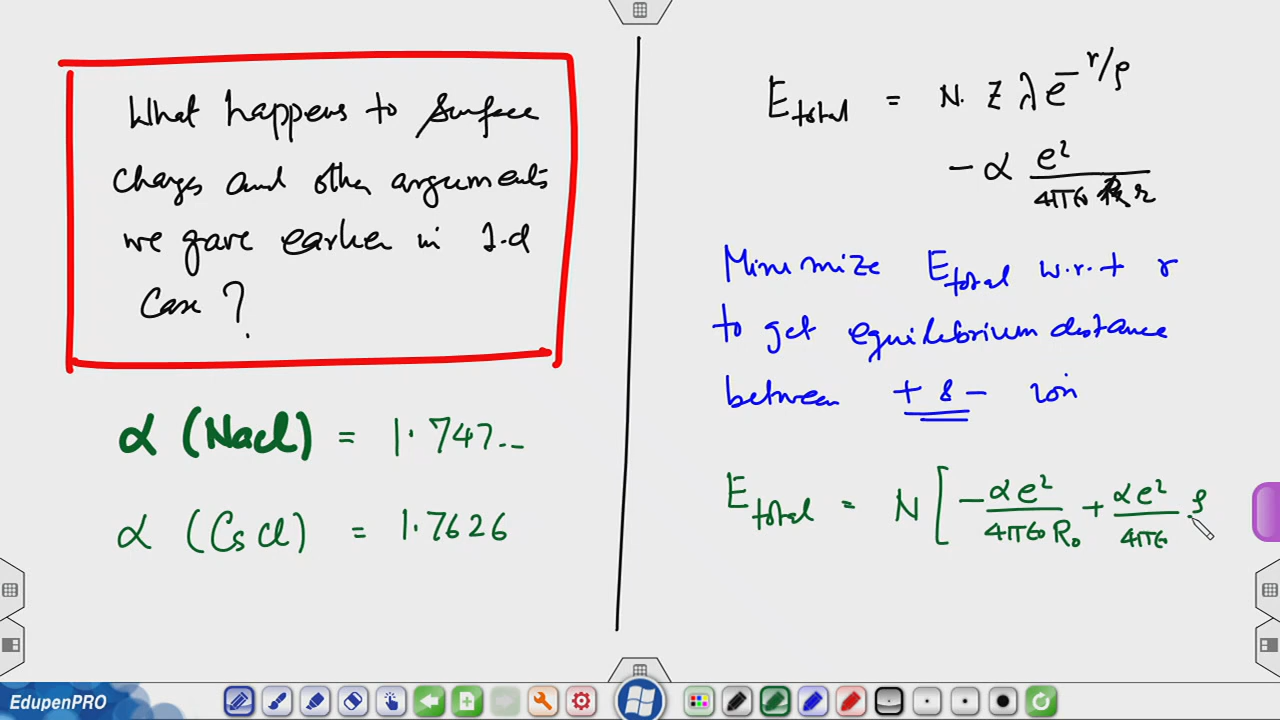 What happens to surface
charges and other arguments
we gave earlier in 1-d
case ?
α (NaCl) = 1.747...
α (CsCl) = 1.7626
E_total = N. Z λ e^{-r/ρ}
- α e²/(4πε₀ r)
Minimize E_total w.r.t r
to get equilibrium distance
between + & - ion
E_total = N [ - αe²/(4πε₀R₀) + αe²/(4πε₀) ρ
EdupenPRO